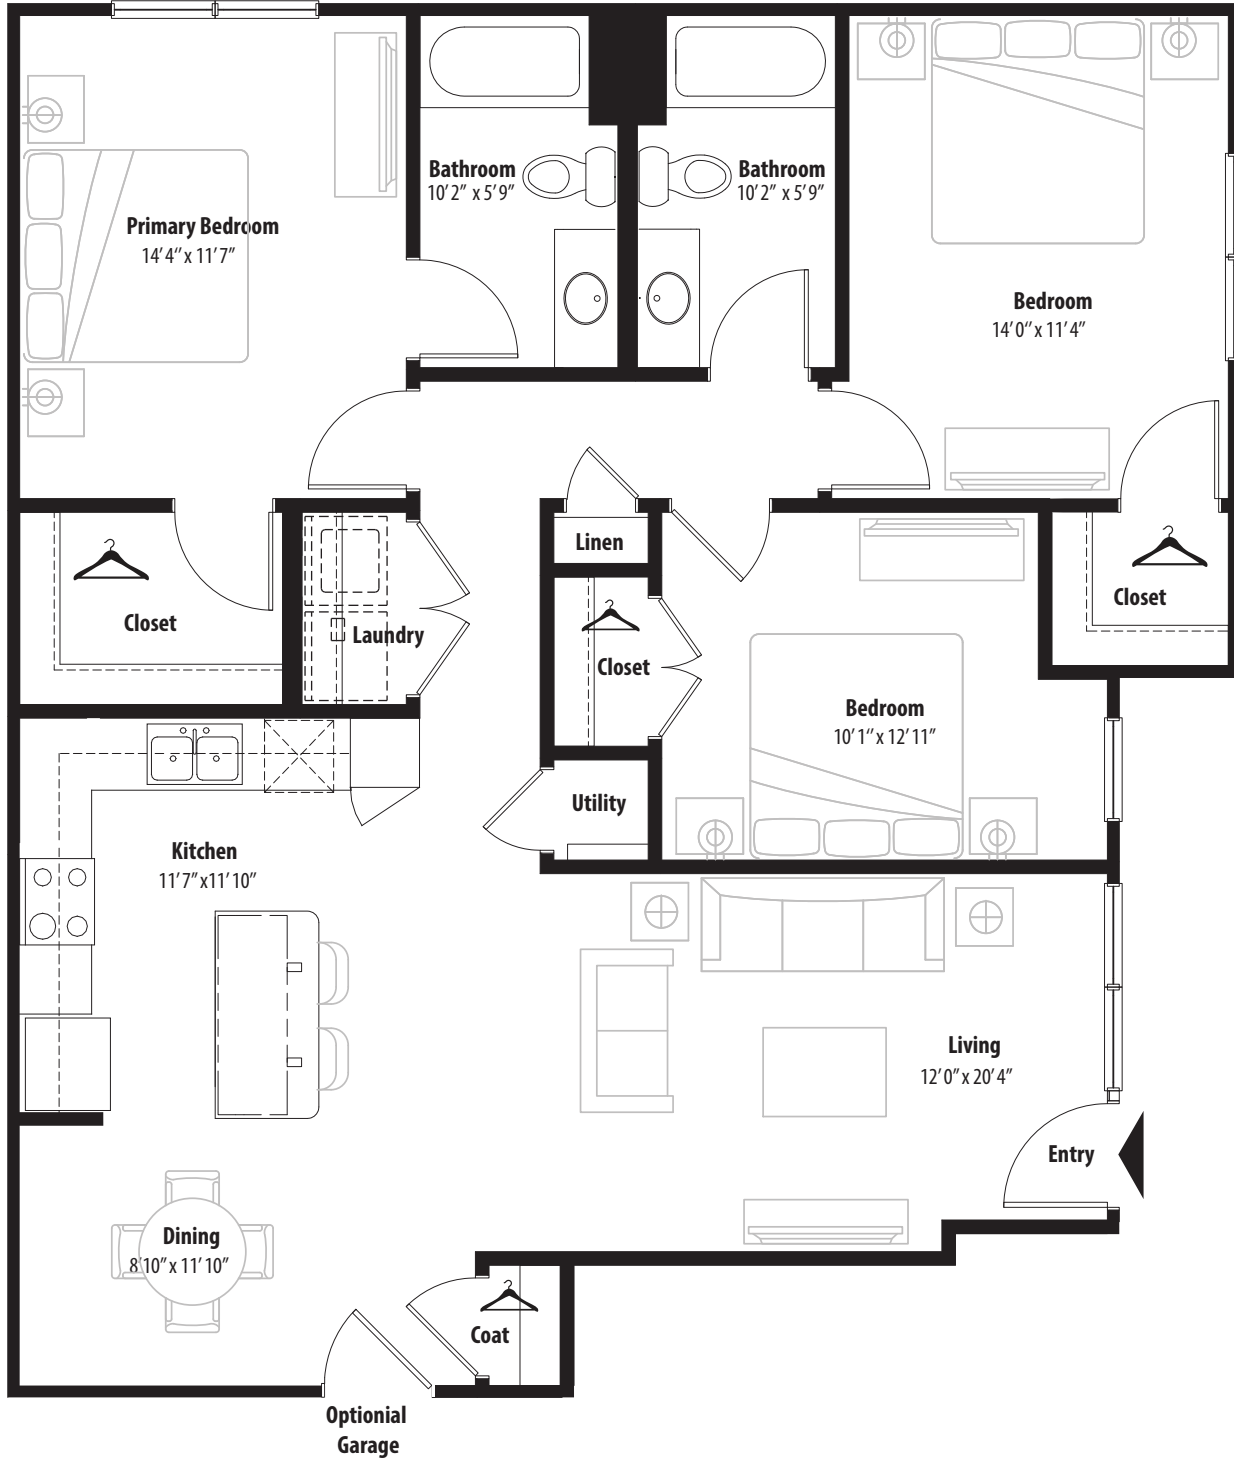 Bathroom
10'2" x 5'9"
Bathroom
10'2" x 5'9"
Primary Bedroom
14'4" x 11'7"
Bedroom
14'0" x 11'4"
Linen
Closet
Closet
Laundry
Closet
Bedroom
10'1" x 12'11"
Utility
Kitchen
11'7" x11'10"
Living
12'0" x 20'4"
Entry
Dining
8'10" x 11'10"
Coat
Optionial
Garage